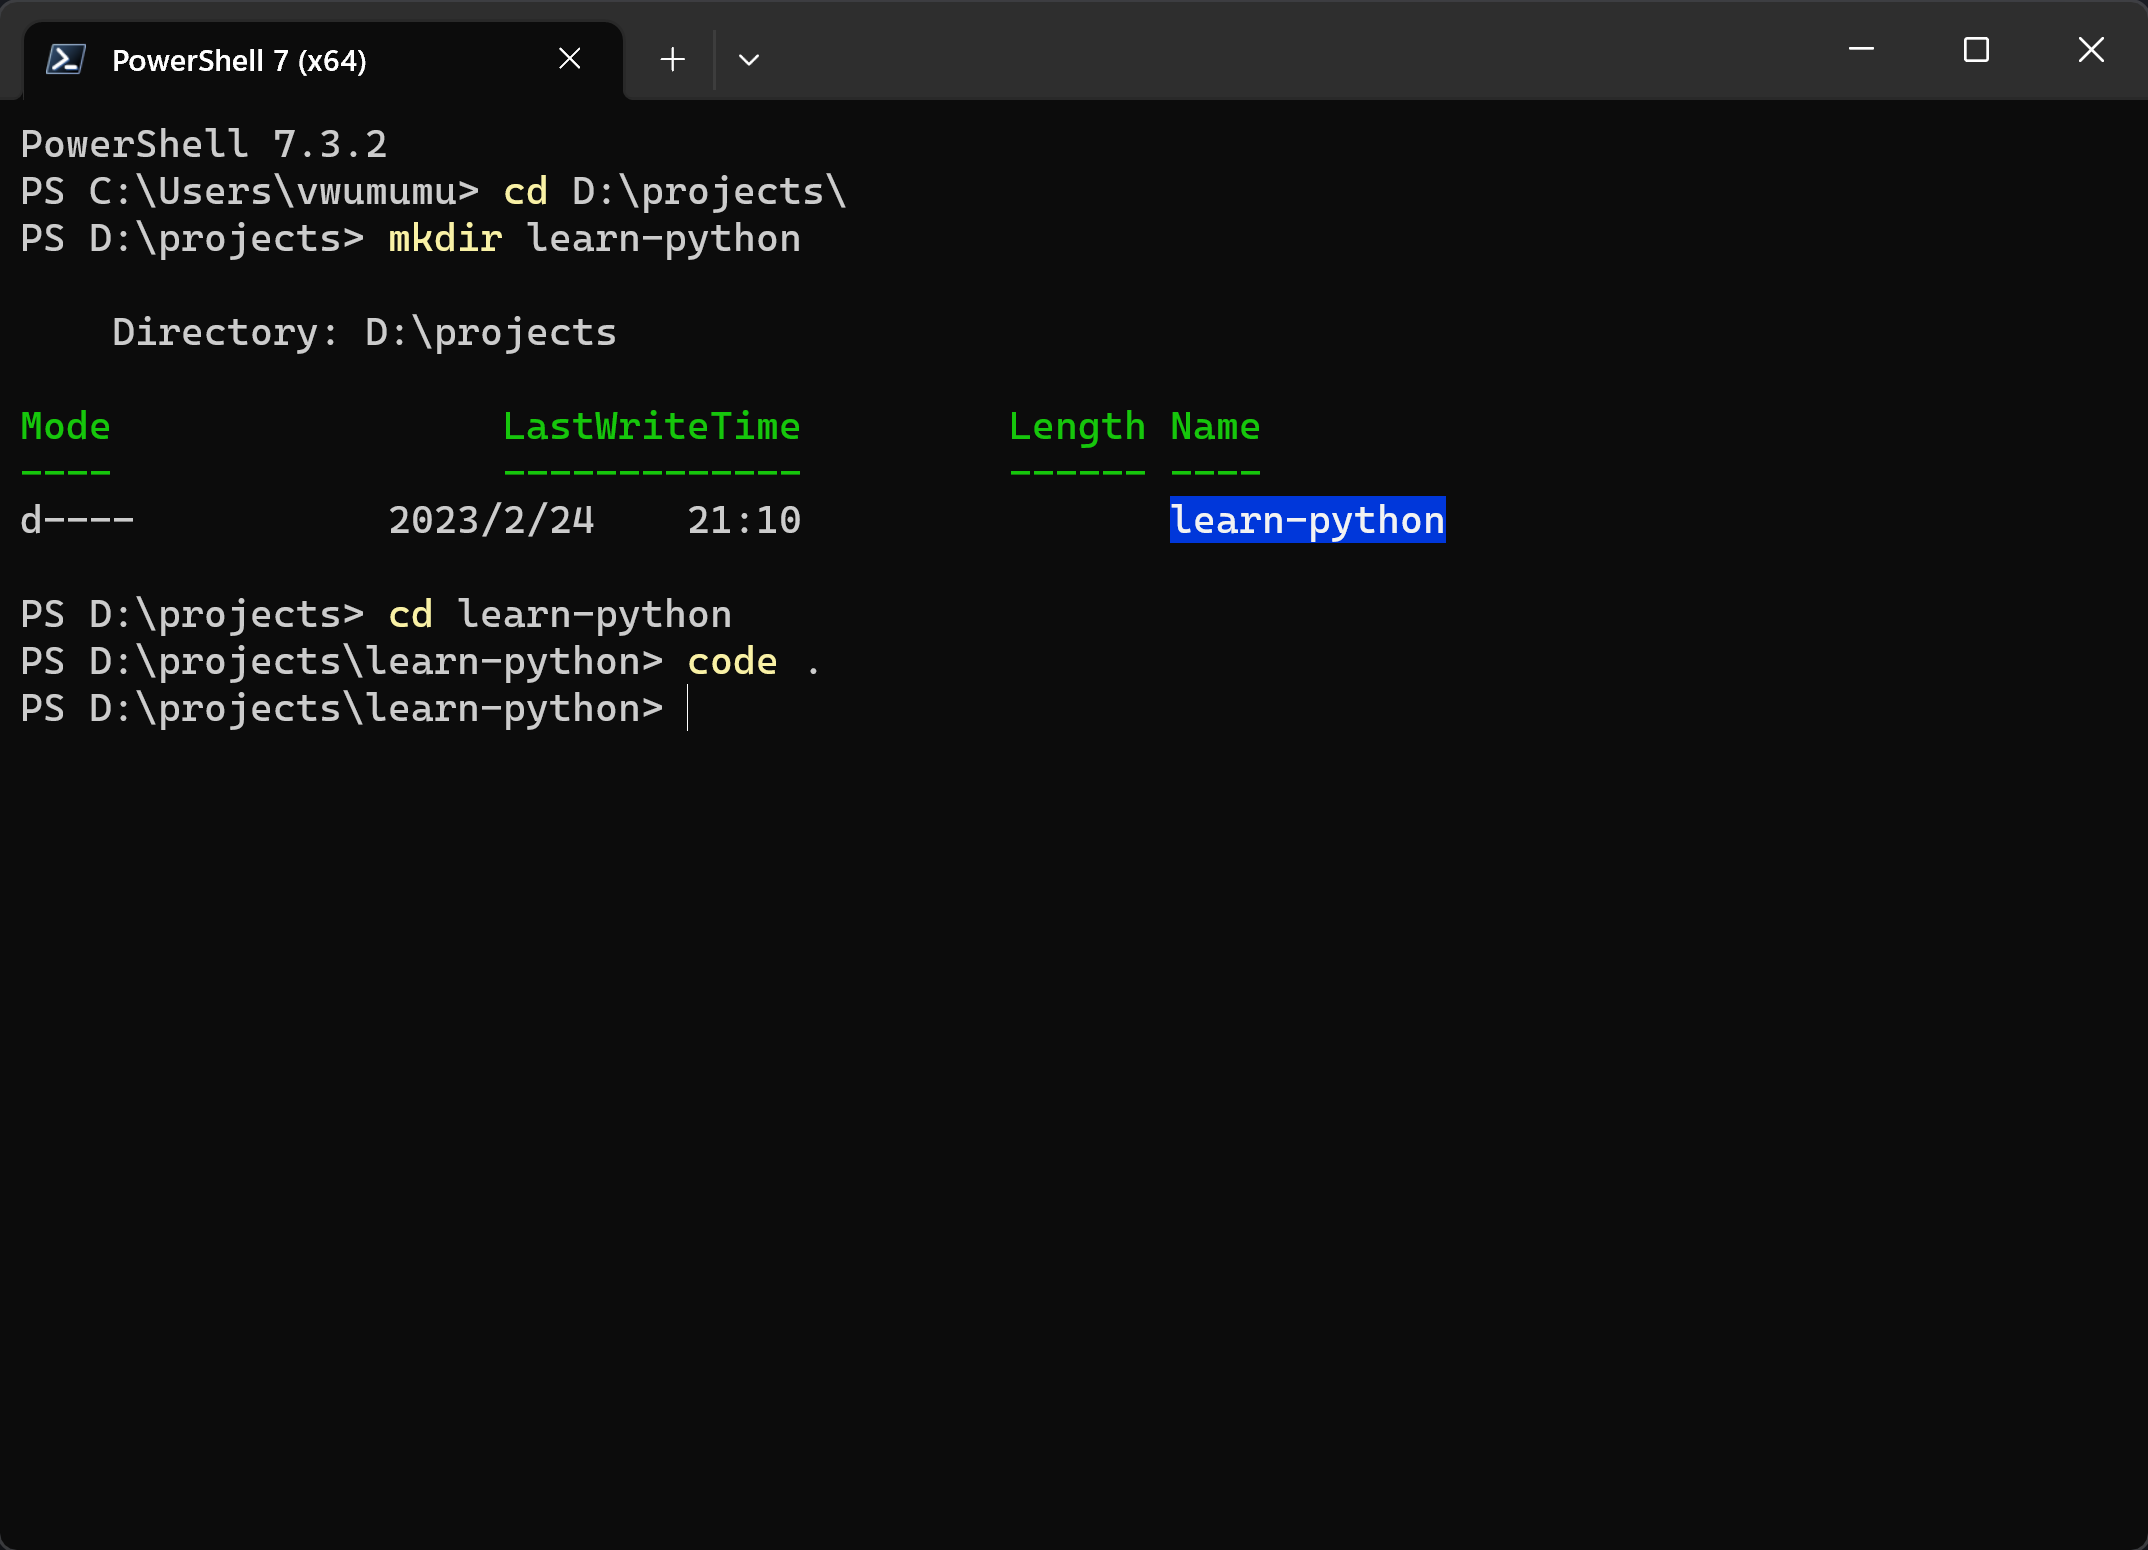 PowerShell 7 (x64)
PowerShell 7.3.2
PS C:\Users\vwumumu> cd D:\projects\
PS D:\projects> mkdir learn-python
    Directory: D:\projects
Mode                 LastWriteTime         Length Name
----                 -------------         ------ ----
d----           2023/2/24    21:10                learn-python
PS D:\projects> cd learn-python
PS D:\projects\learn-python> code .
PS D:\projects\learn-python>